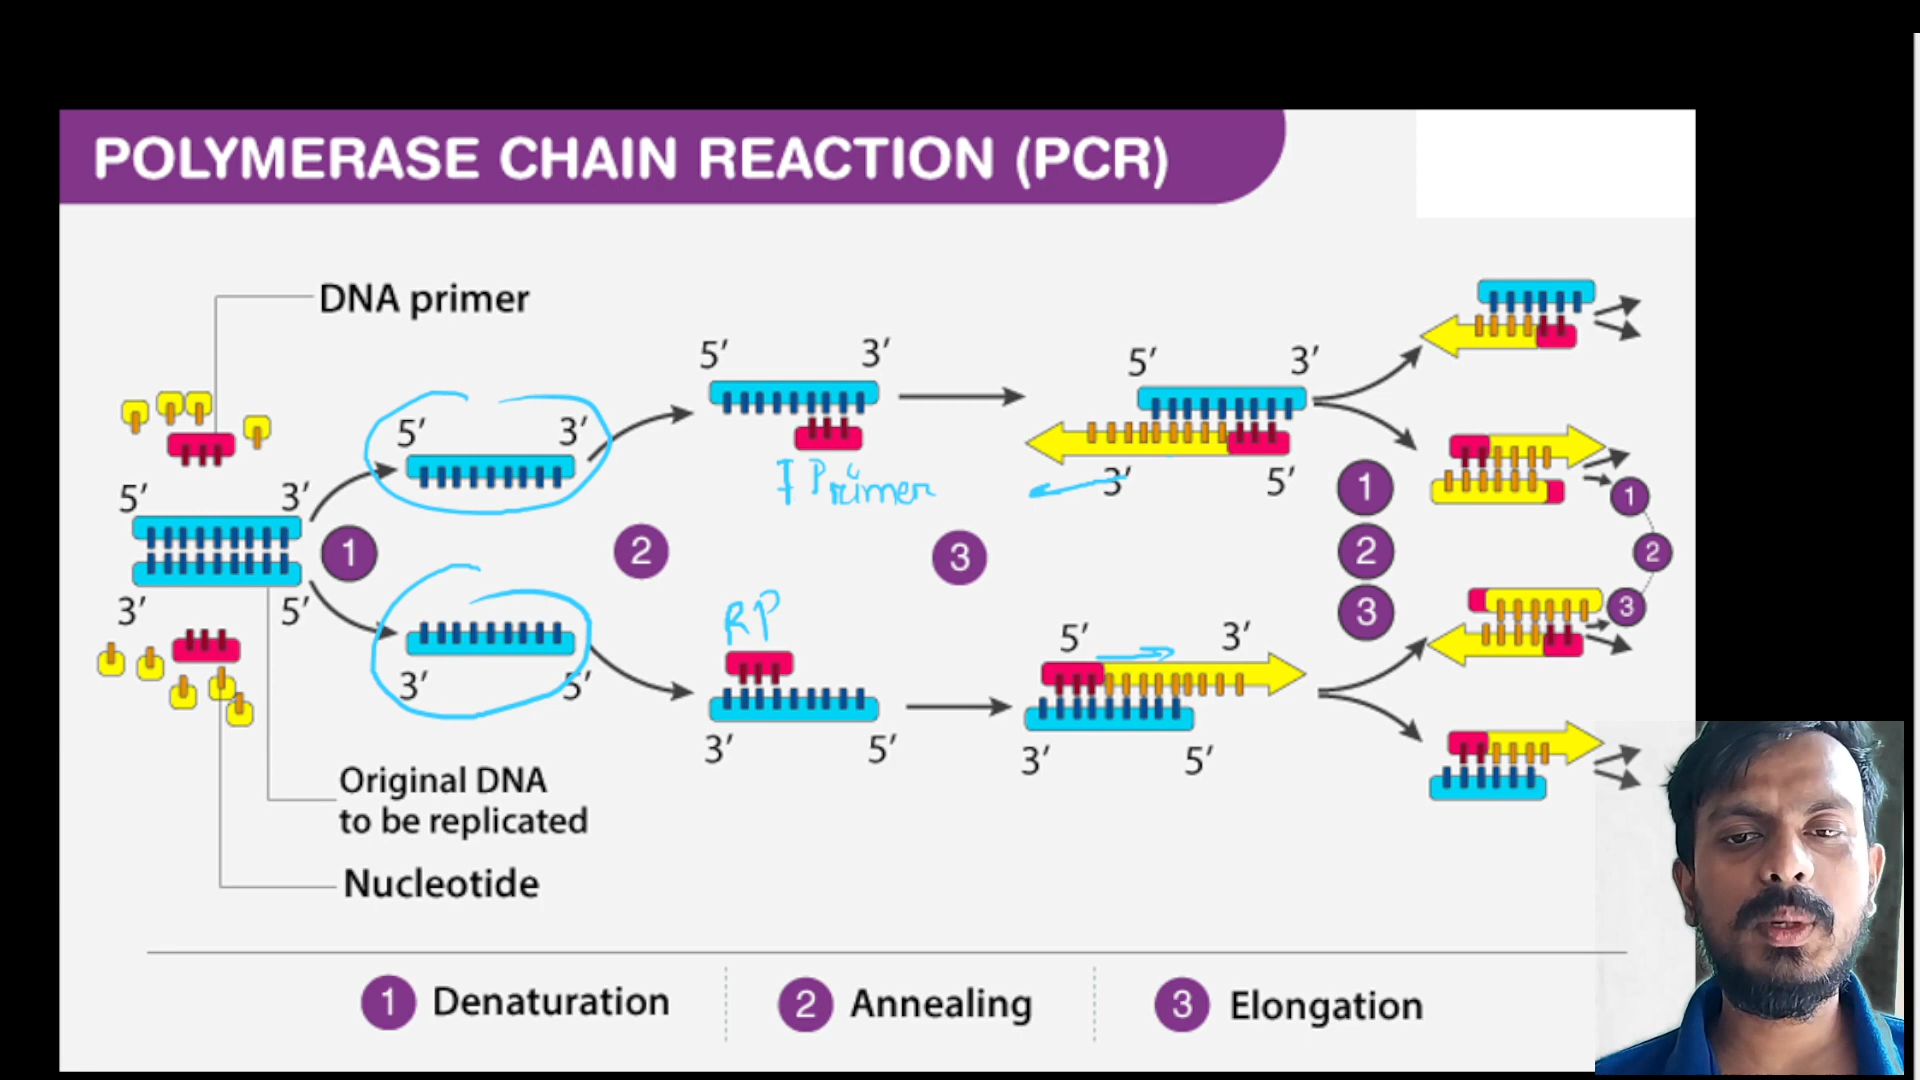 POLYMERASE CHAIN REACTION (PCR)
DNA primer
5′ 3′
5′ 3′
3′ 5′
5′ 3′
3′ 5′
5′ 3′
F Primer
RP
3′ 5′
5′ 3′
3′ 5′
5′ 3′
3′ 5′
1
2
3
1
2
3
1
2
3
Original DNA
to be replicated
Nucleotide
1 Denaturation
2 Annealing
3 Elongation